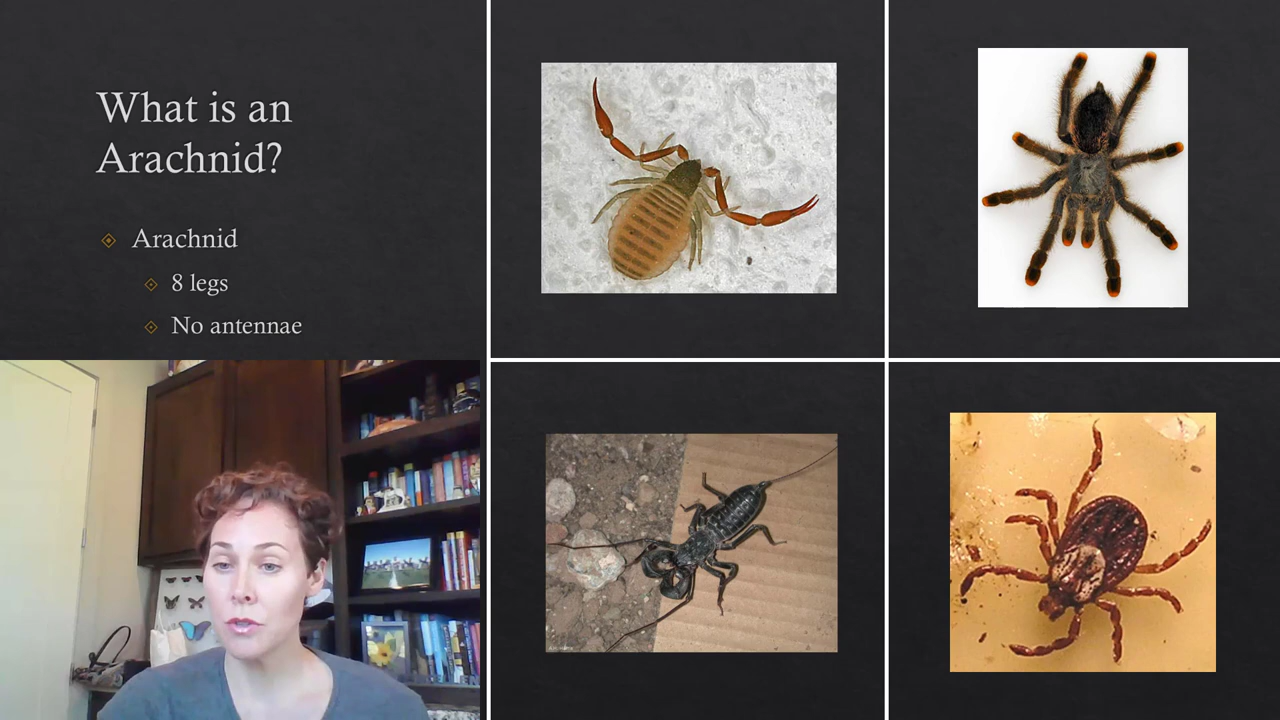 What is an
Arachnid?
Arachnid
8 legs
No antennae